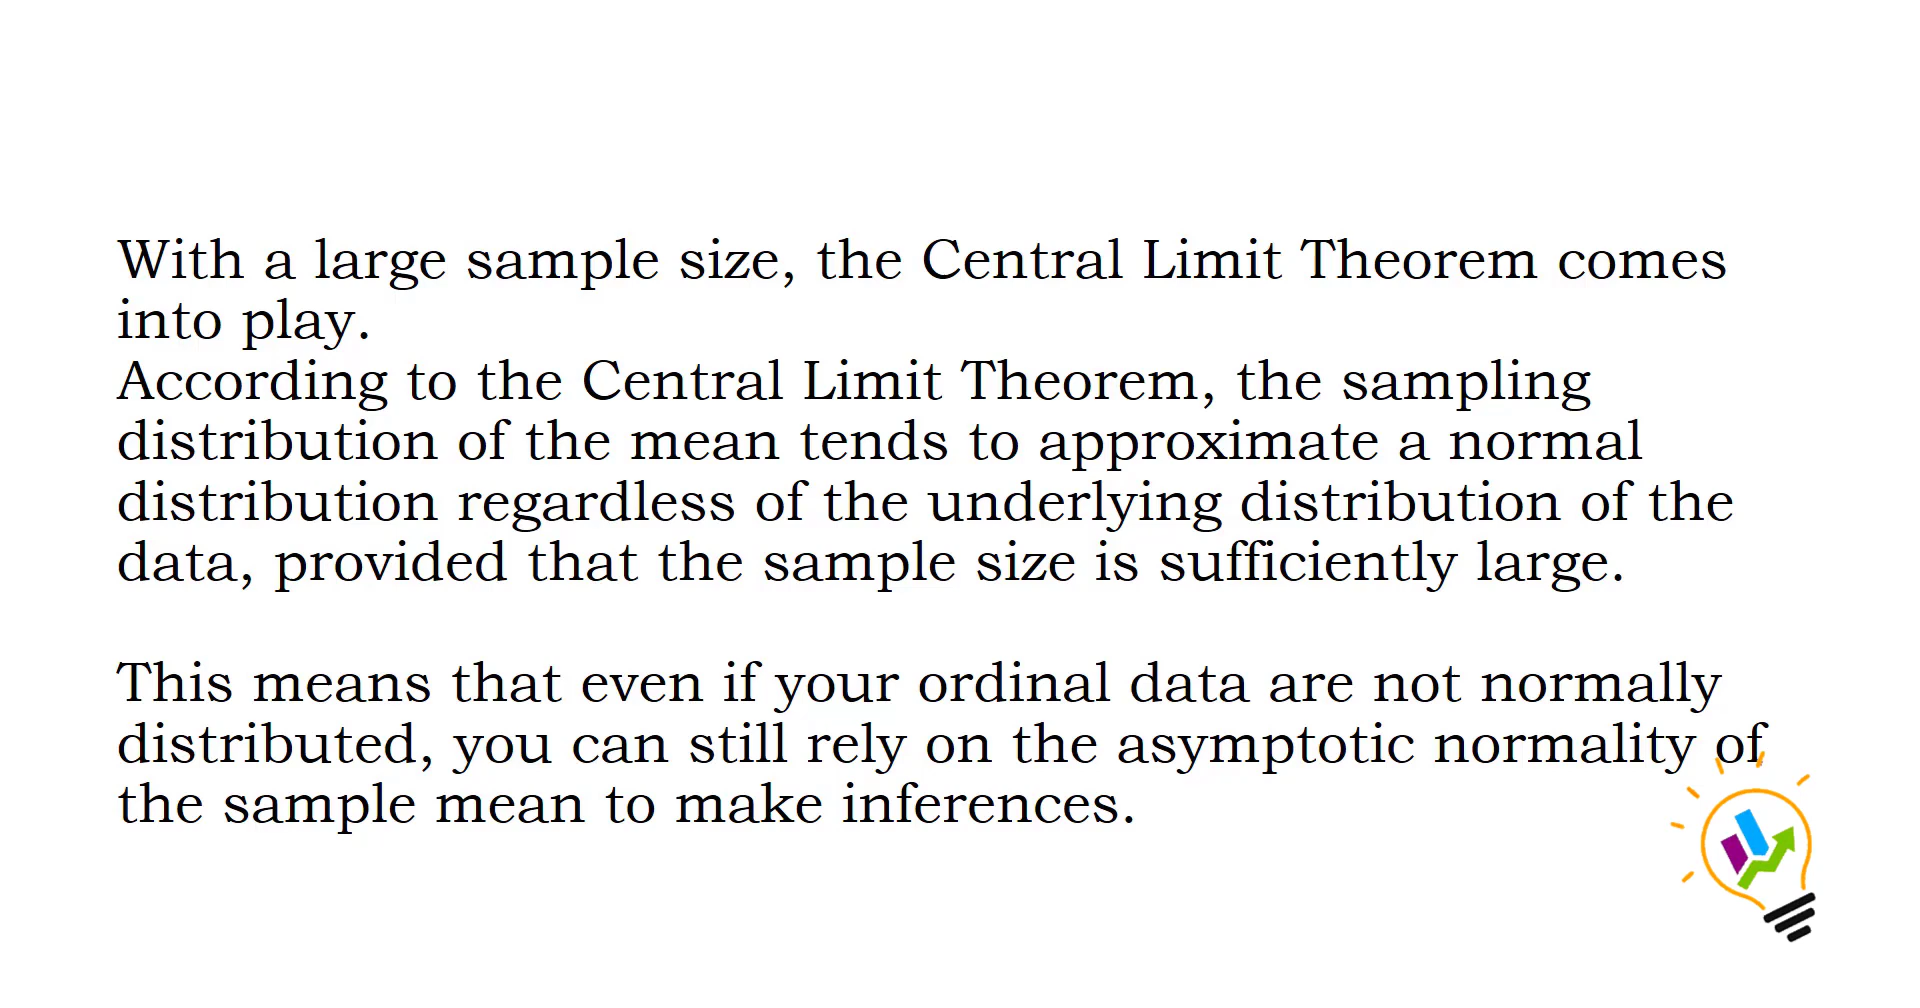 With a large sample size, the Central Limit Theorem comes
into play.
According to the Central Limit Theorem, the sampling
distribution of the mean tends to approximate a normal
distribution regardless of the underlying distribution of the
data, provided that the sample size is sufficiently large.
This means that even if your ordinal data are not normally
distributed, you can still rely on the asymptotic normality of
the sample mean to make inferences.